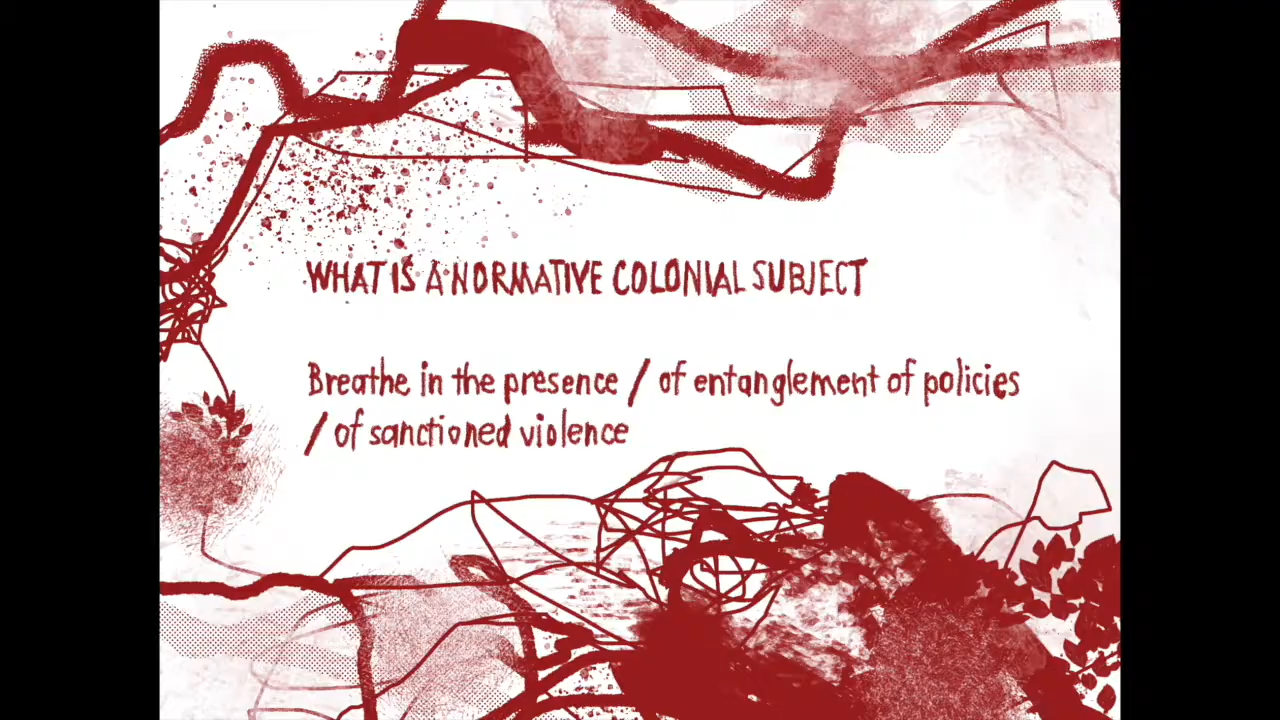 WHAT IS A NORMATIVE COLONIAL SUBJECT
Breathe in the presence / of entanglement of policies
/ of sanctioned violence